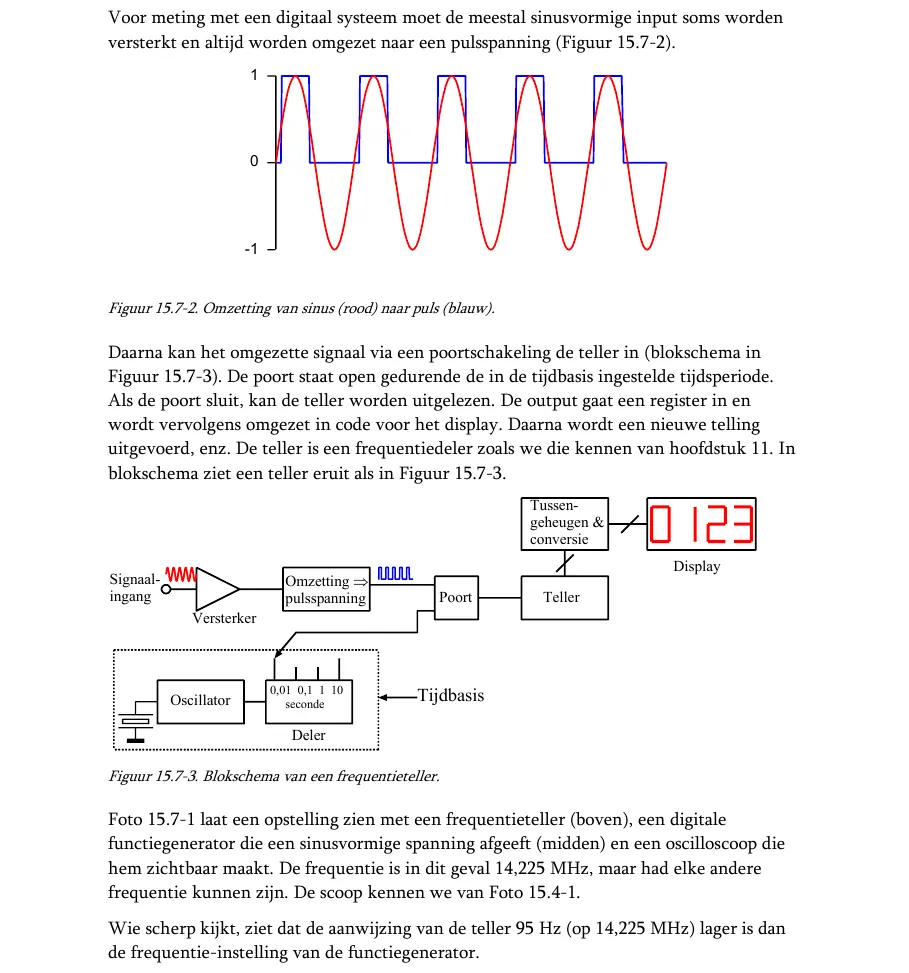 Voor meting met een digitaal systeem moet de meestal sinusvormige input soms worden
versterkt en altijd worden omgezet naar een pulsspanning (Figuur 15.7-2).
1
0
-1
Figuur 15.7-2. Omzetting van sinus (rood) naar puls (blauw).
Daarna kan het omgezette signaal via een poortschakeling de teller in (blokschema in
Figuur 15.7-3). De poort staat open gedurende de in de tijdbasis ingestelde tijdsperiode.
Als de poort sluit, kan de teller worden uitgelezen. De output gaat een register in en
wordt vervolgens omgezet in code voor het display. Daarna wordt een nieuwe telling
uitgevoerd, enz. De teller is een frequentiedeler zoals we die kennen van hoofdstuk 11. In
blokschema ziet een teller eruit als in Figuur 15.7-3.
Tussen-
geheugen &
conversie
0123
Display
Signaal-
ingang
Versterker
Omzetting ⇒
pulsspanning
Poort
Teller
Oscillator
0,01 0,1 1 10
seconde
Deler
Tijdbasis
Figuur 15.7-3. Blokschema van een frequentieteller.
Foto 15.7-1 laat een opstelling zien met een frequentieteller (boven), een digitale
functiegenerator die een sinusvormige spanning afgeeft (midden) en een oscilloscoop die
hem zichtbaar maakt. De frequentie is in dit geval 14,225 MHz, maar had elke andere
frequentie kunnen zijn. De scoop kennen we van Foto 15.4-1.
Wie scherp kijkt, ziet dat de aanwijzing van de teller 95 Hz (op 14,225 MHz) lager is dan
de frequentie-instelling van de functiegenerator.